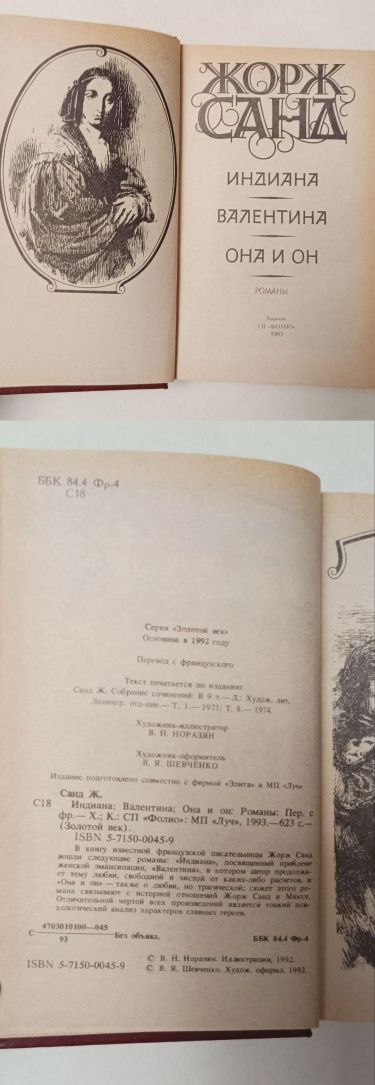 ЖОРЖ
САНД
ИНДИАНА
ВАЛЕНТИНА
ОНА И ОН
РОМАНЫ
Харьков
СП «ФОЛИО»
1993
ББК 84.4 Фр-4
С18
Серия «Золотой век»
Основана в 1992 году
Перевод с французского
Текст печатается по изданию:
Санд Ж. Собрание сочинений: В 9 т.—Л.: Худож. лит.
Ленингр. отд-ние.— Т. 1.— 1971; Т. 8.— 1974.
Художник-иллюстратор
В. Н. НОРАЗЯН
Художник-оформитель
В. Я. ШЕВЧЕНКО
Издание подготовлено совместно с фирмой «Элита» и МП «Луч»
Санд Ж.
С18 Индиана; Валентина; Она и он: Романы: Пер. с
фр.— Х.; К.: СП «Фолио»: МП «Луч», 1993.—623 с.—
(Золотой век).
ISBN 5-7150-0045-9
В книгу известной французской писательницы Жорж Санд
вошли следующие романы: «Индиана», посвященный проблеме
женской эмансипации, «Валентина», в котором автор продолжа-
ет тему любви, свободной и чистой от каких-либо расчетов, и
«Она и он» — также о любви, но трагической; сюжет этого ро-
мана связывают с историей отношений Жорж Санд и Мюссе.
Отличительной чертой всех произведений является тонкий пси-
хологический анализ характеров главных героев.
С 4703010100—045 Без объявл. ББК 84.4 Фр-4
93
ISBN 5-7150-0045-9
© В. Н. Норазян. Иллюстрации, 1992.
© В. Я. Шевченко. Худож. оформл. 1992.